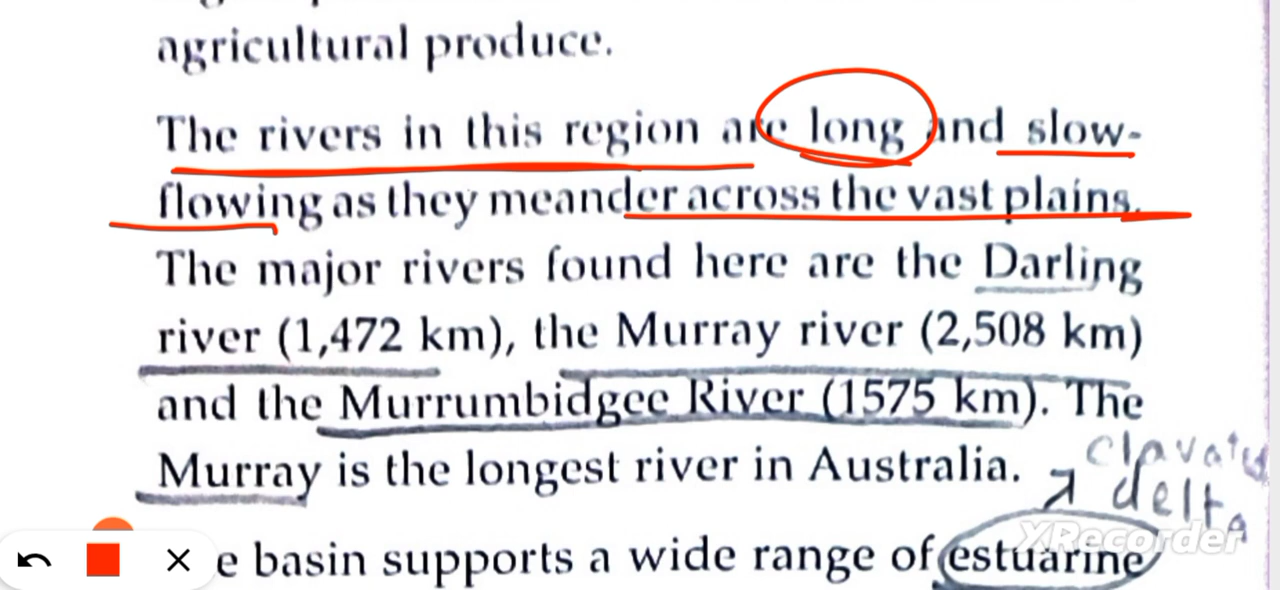 agricultural produce.
The rivers in this region are long and slow-
flowing as they meander across the vast plains.
The major rivers found here are the Darling
river (1,472 km), the Murray river (2,508 km)
and the Murrumbidgee River (1575 km). The
Murray is the longest river in Australia.
delta
e basin supports a wide range of estuarine
XRecorder